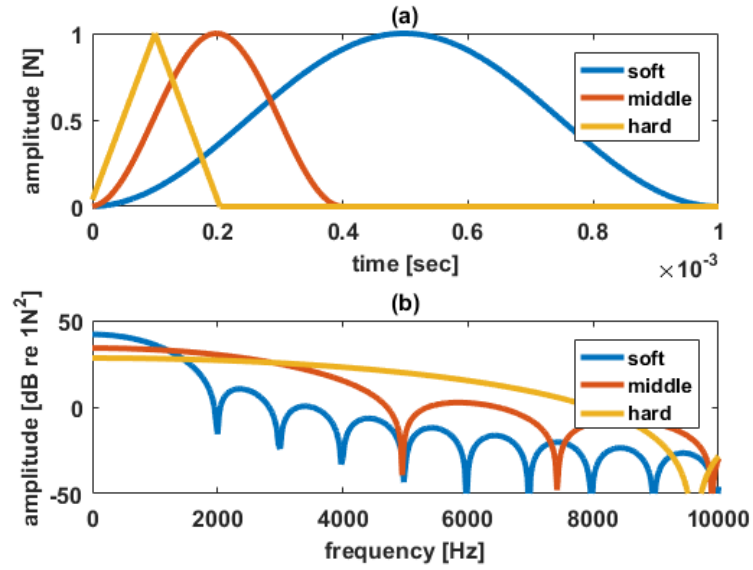 (a)
amplitude [N]
1
0.5
0
soft
middle
hard
0 0.2 0.4 0.6 0.8 1
time [sec]
×10-3
(b)
amplitude [dB re 1N2]
50
0
-50
soft
middle
hard
0 2000 4000 6000 8000 10000
frequency [Hz]